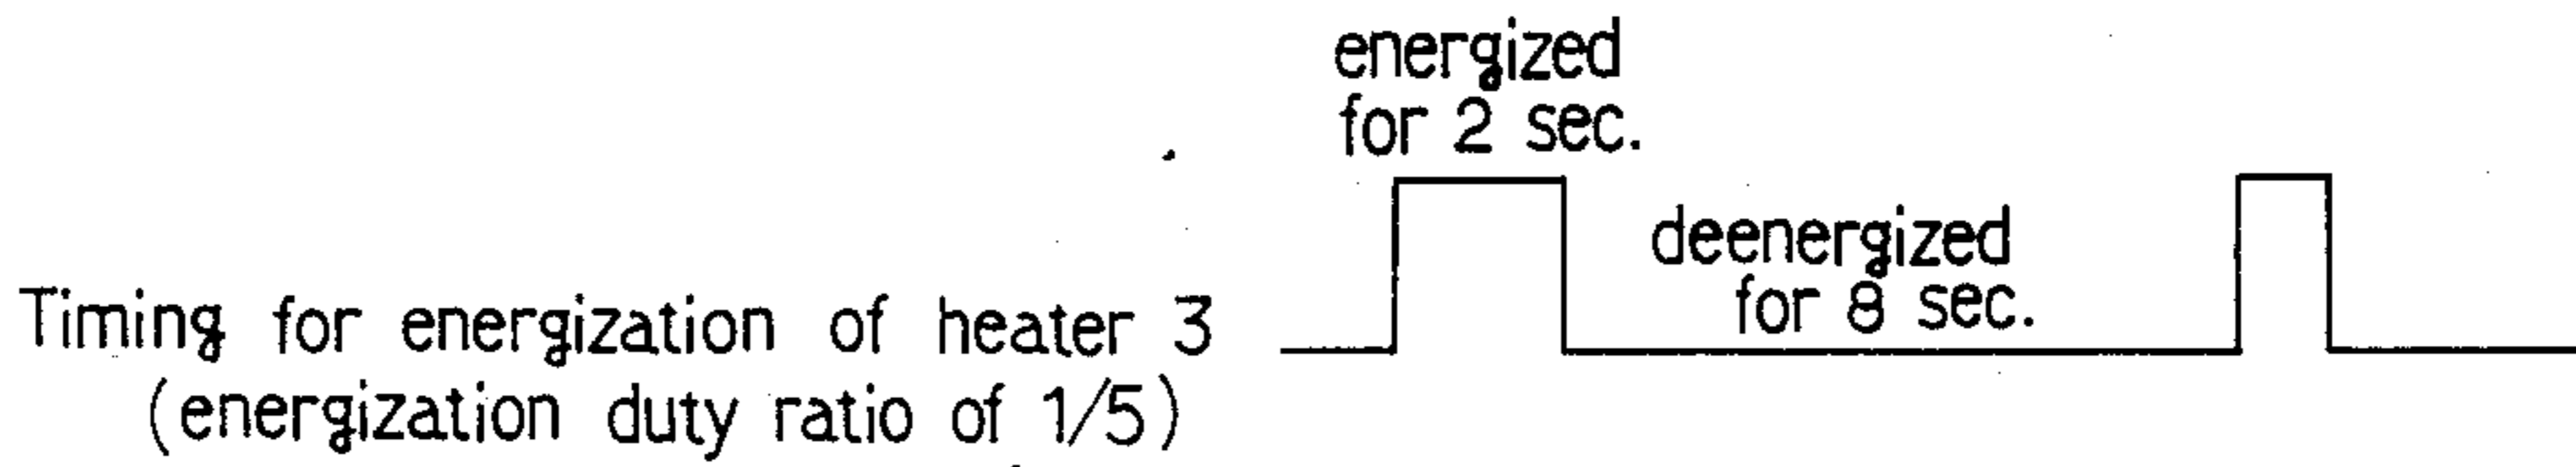 energized
for 2 sec.
deenergized
for 8 sec.
Timing for energization of heater 3
(energization duty ratio of 1/5)